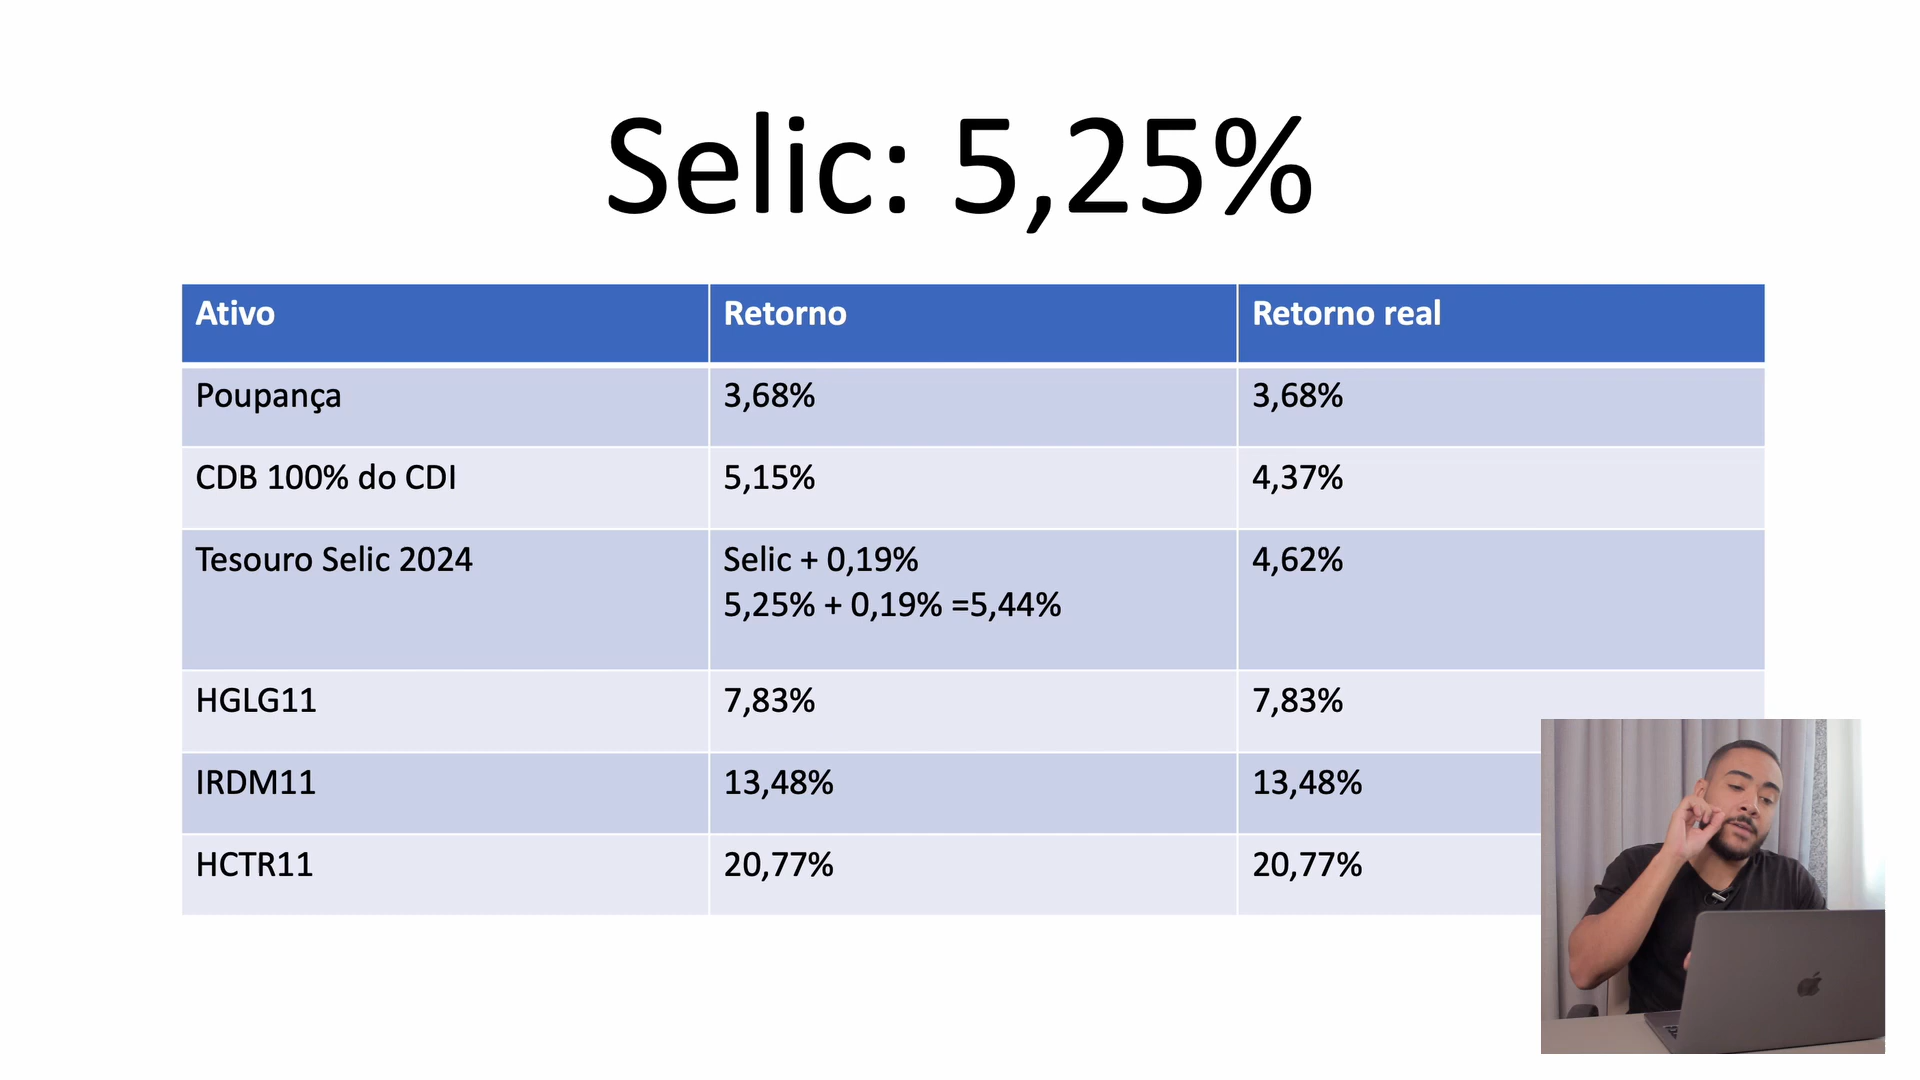 Selic: 5,25%
Ativo Retorno Retorno real
Poupança 3,68% 3,68%
CDB 100% do CDI 5,15% 4,37%
Tesouro Selic 2024 Selic + 0,19% 4,62%
5,25% + 0,19% =5,44%
HGLG11 7,83% 7,83%
IRDM11 13,48% 13,48%
HCTR11 20,77% 20,77%